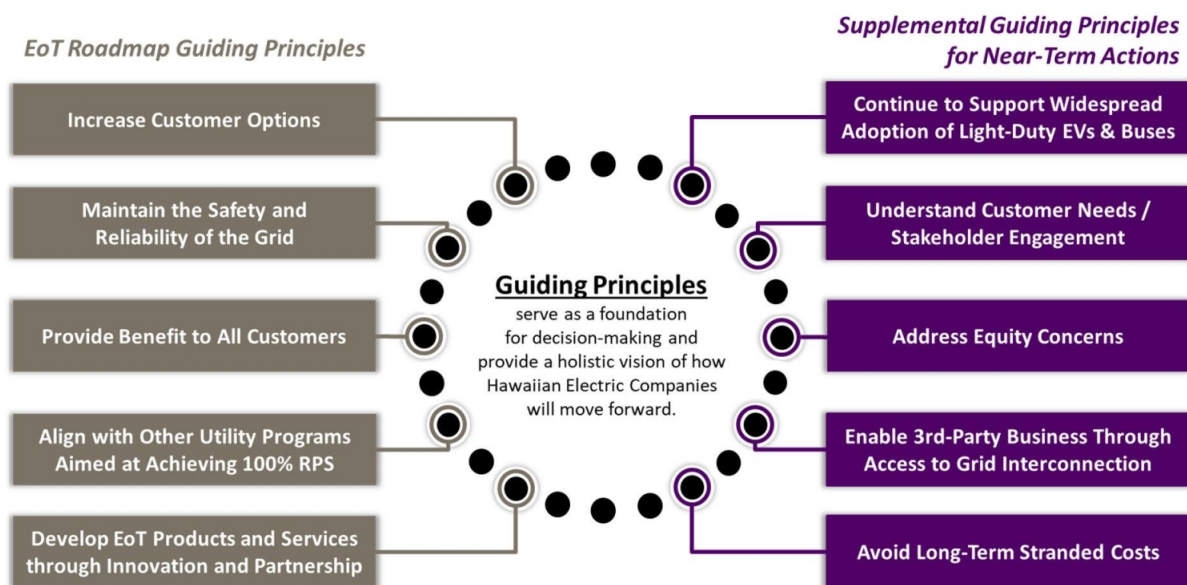 EoT Roadmap Guiding Principles
Increase Customer Options
Maintain the Safety and
Reliability of the Grid
Provide Benefit to All Customers
Align with Other Utility Programs
Aimed at Achieving 100% RPS
Develop EoT Products and Services
through Innovation and Partnership
Guiding Principles
serve as a foundation
for decision-making and
provide a holistic vision of how
Hawaiian Electric Companies
will move forward.
Supplemental Guiding Principles
for Near-Term Actions
Continue to Support Widespread
Adoption of Light-Duty EVs & Buses
Understand Customer Needs /
Stakeholder Engagement
Address Equity Concerns
Enable 3rd-Party Business Through
Access to Grid Interconnection
Avoid Long-Term Stranded Costs